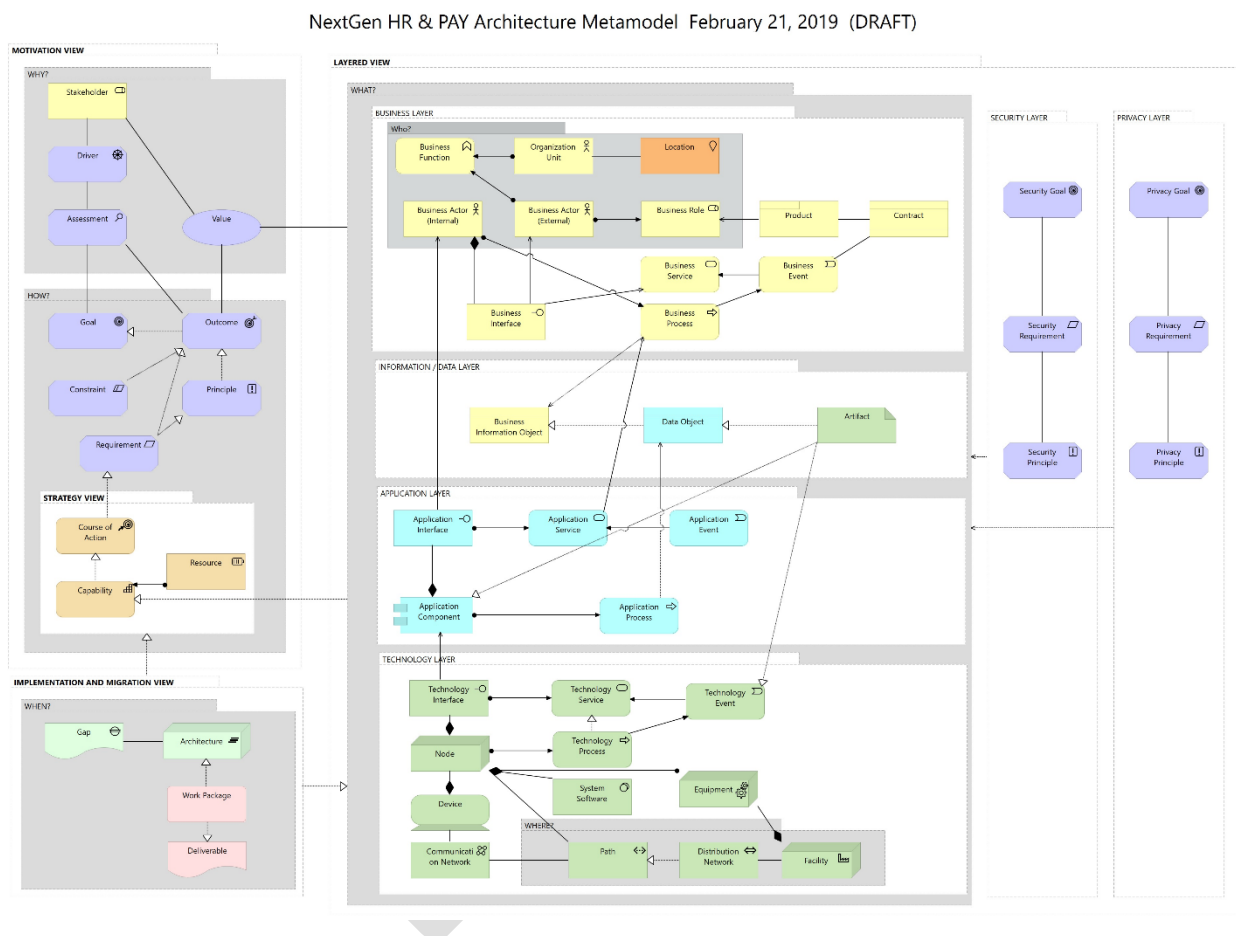 NextGen HR & PAY Architecture Metamodel  February 21, 2019  (DRAFT)
MOTIVATION VIEW
WHY?
Stakeholder
Driver
Assessment
Value
HOW?
Goal
Outcome
Constraint
Principle
Requirement
STRATEGY VIEW
Course of
Action
Resource
Capability
IMPLEMENTATION AND MIGRATION VIEW
WHEN?
Gap
Architecture
Work Package
Deliverable
LAYERED VIEW
WHAT?
BUSINESS LAYER
Who?
Business
Function
Organization
Unit
Location
Business Actor
(Internal)
Business Actor
(External)
Business Role
Product
Contract
Business
Service
Business
Event
Business
Interface
Business
Process
INFORMATION / DATA LAYER
Business
Information Object
Data Object
Artifact
APPLICATION LAYER
Application
Interface
Application
Service
Application
Event
Application
Component
Application
Process
TECHNOLOGY LAYER
Technology
Interface
Technology
Service
Technology
Event
Node
Technology
Process
System
Software
Equipment
Device
WHERE?
Communicati
on Network
Path
Distribution
Network
Facility
SECURITY LAYER
Security Goal
Security
Requirement
Security
Principle
PRIVACY LAYER
Privacy Goal
Privacy
Requirement
Privacy
Principle